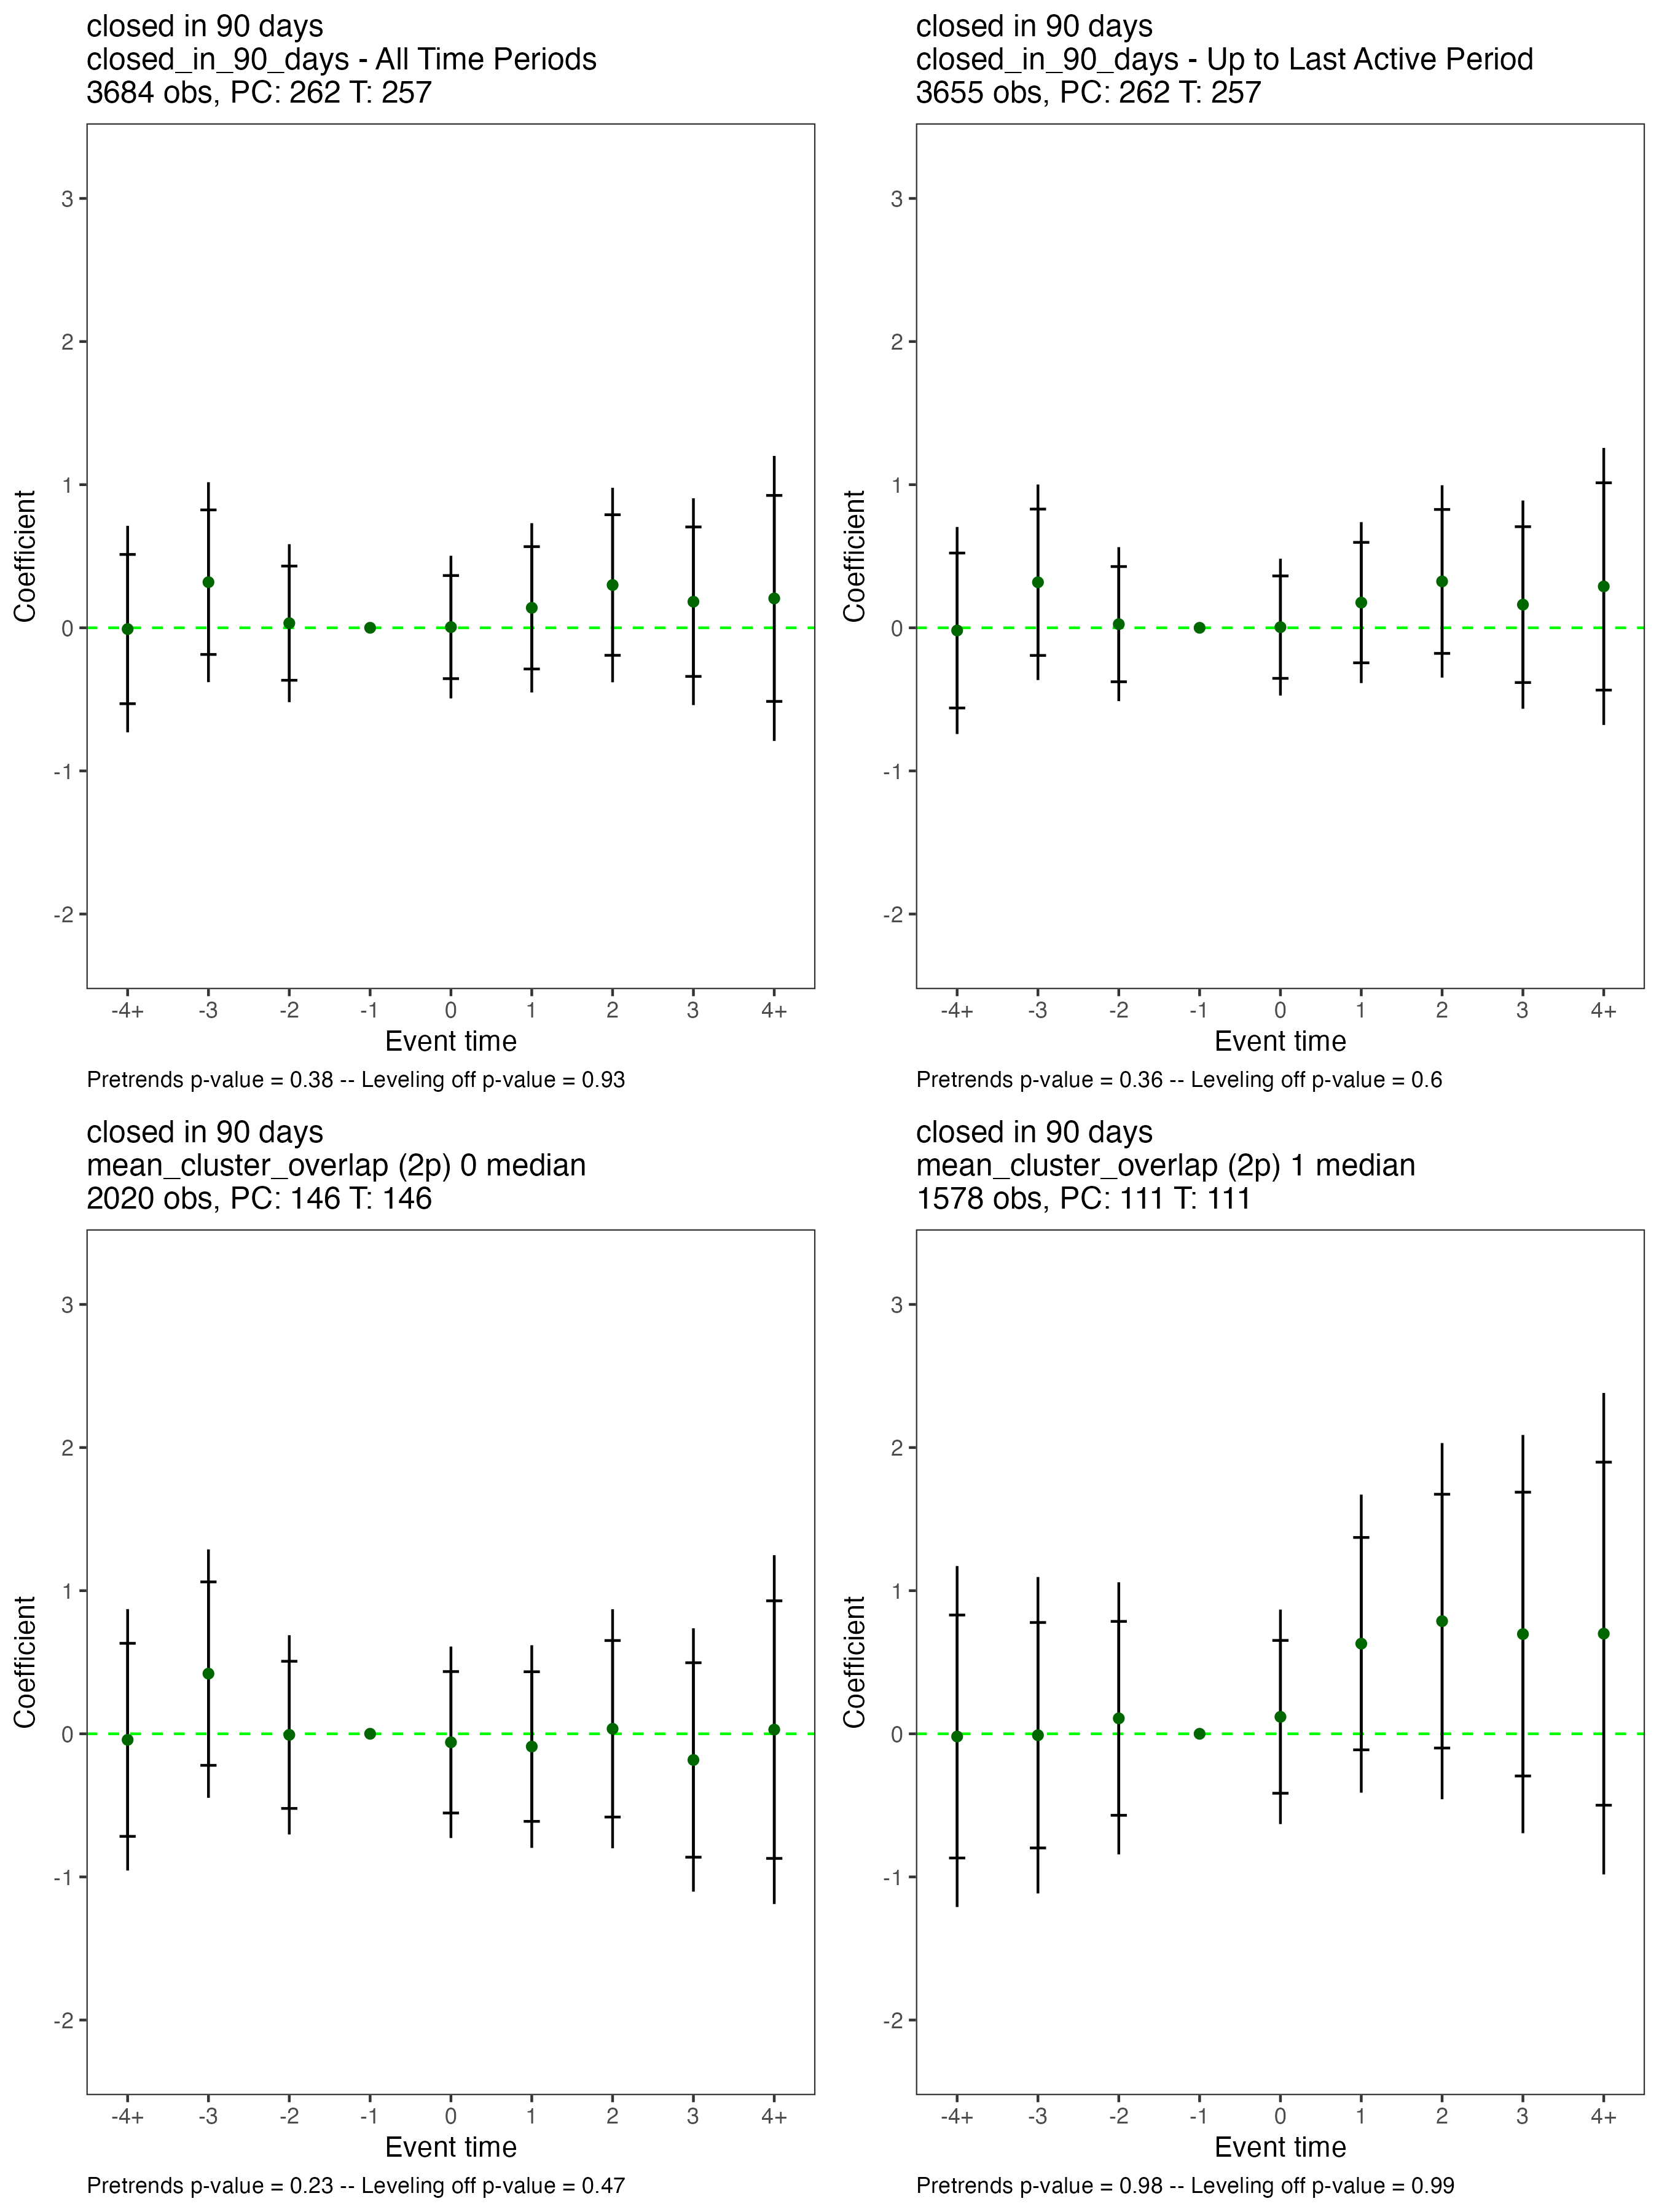 closed in 90 days
closed_in_90_days - All Time Periods
3684 obs, PC: 262 T: 257
3
2
1
0
-1
-2
Coefficient
-4+ -3 -2 -1 0 1 2 3 4+
Event time
Pretrends p-value = 0.38 -- Leveling off p-value = 0.93
closed in 90 days
closed_in_90_days - Up to Last Active Period
3655 obs, PC: 262 T: 257
3
2
1
0
-1
-2
Coefficient
-4+ -3 -2 -1 0 1 2 3 4+
Event time
Pretrends p-value = 0.36 -- Leveling off p-value = 0.6
closed in 90 days
mean_cluster_overlap (2p) 0 median
2020 obs, PC: 146 T: 146
3
2
1
0
-1
-2
Coefficient
-4+ -3 -2 -1 0 1 2 3 4+
Event time
Pretrends p-value = 0.23 -- Leveling off p-value = 0.47
closed in 90 days
mean_cluster_overlap (2p) 1 median
1578 obs, PC: 111 T: 111
3
2
1
0
-1
-2
Coefficient
-4+ -3 -2 -1 0 1 2 3 4+
Event time
Pretrends p-value = 0.98 -- Leveling off p-value = 0.99